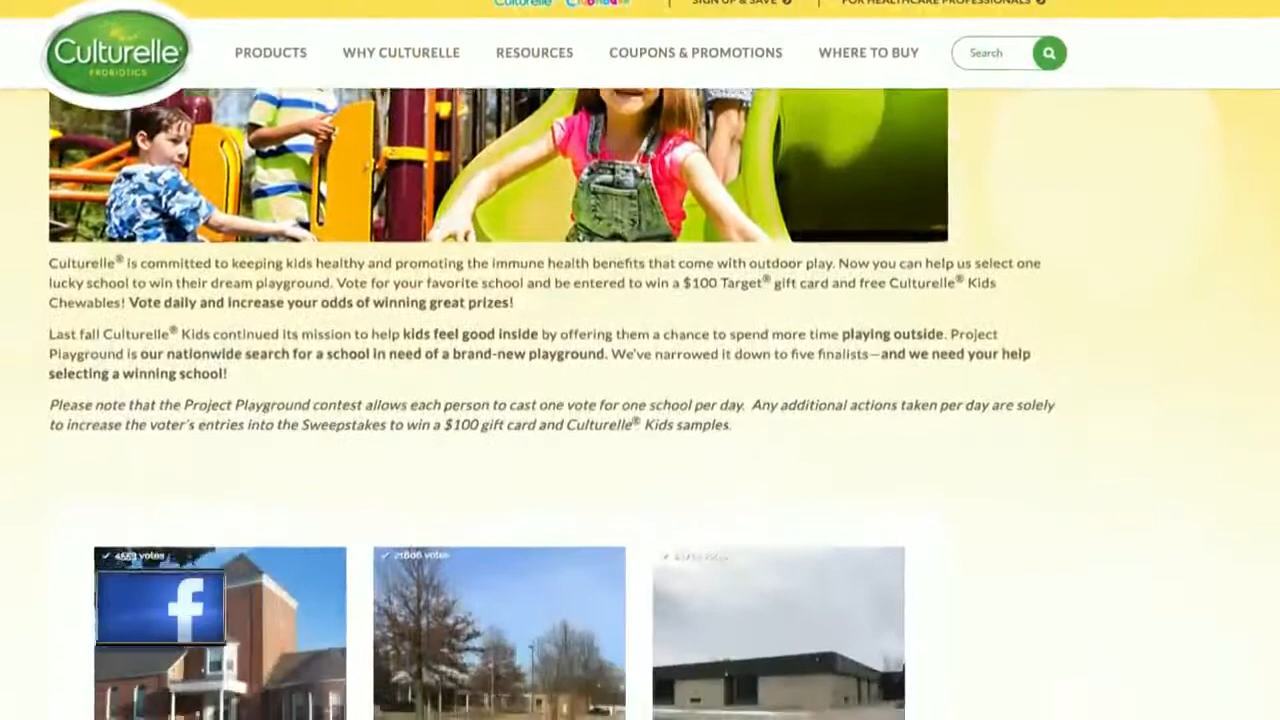 Culturelle
SIGN UP & SAVE
FOR HEALTHCARE PROFESSIONALS
Culturelle®
PROBIOTICS
PRODUCTS
WHY CULTURELLE
RESOURCES
COUPONS & PROMOTIONS
WHERE TO BUY
Search
Culturelle® is committed to keeping kids healthy and promoting the immune health benefits that come with outdoor play. Now you can help us select one
lucky school to win their dream playground. Vote for your favorite school and be entered to win a $100 Target® gift card and free Culturelle® Kids
Chewables! Vote daily and increase your odds of winning great prizes!
Last fall Culturelle® Kids continued its mission to help kids feel good inside by offering them a chance to spend more time playing outside. Project
Playground is our nationwide search for a school in need of a brand-new playground. We've narrowed it down to five finalists—and we need your help
selecting a winning school!
Please note that the Project Playground contest allows each person to cast one vote for one school per day. Any additional actions taken per day are solely
to increase the voter's entries into the Sweepstakes to win a $100 gift card and Culturelle® Kids samples.
4553 votes
21806 votes
votes
f